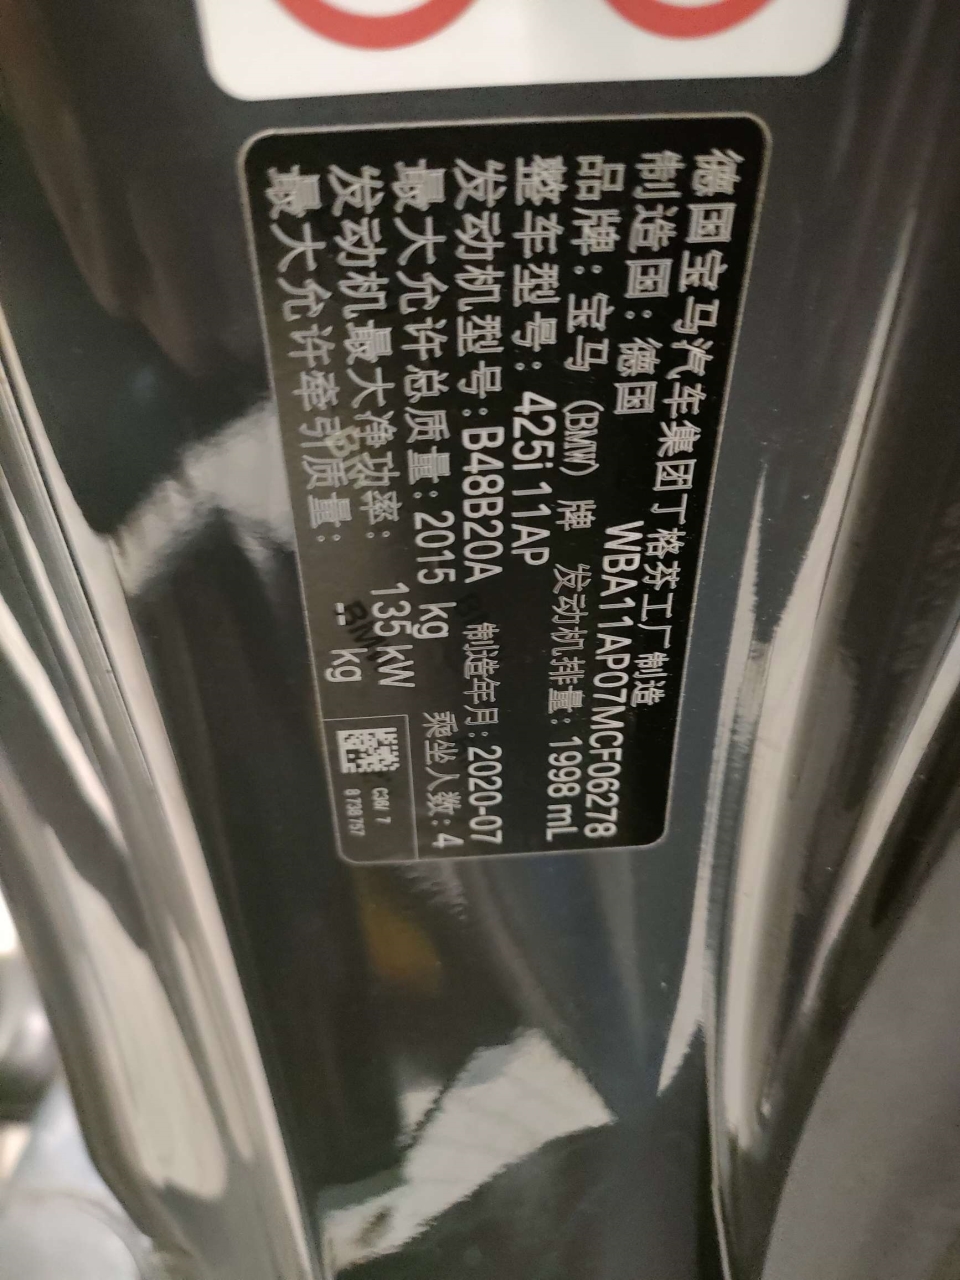 德国宝马汽车集团丁格芬工厂制造
制造国：德国 WBA11AP07MCF06278
品牌：宝马（BMW）牌 发动机排量：1998 mL
整车型号：425i 11AP
发动机型号：B48B20A 制造年月：2020-07
最大允许总质量：2015 kg 乘坐人数：4
发动机最大净功率： 135 kW
最大允许牵引质量： -- kg
8 738 757